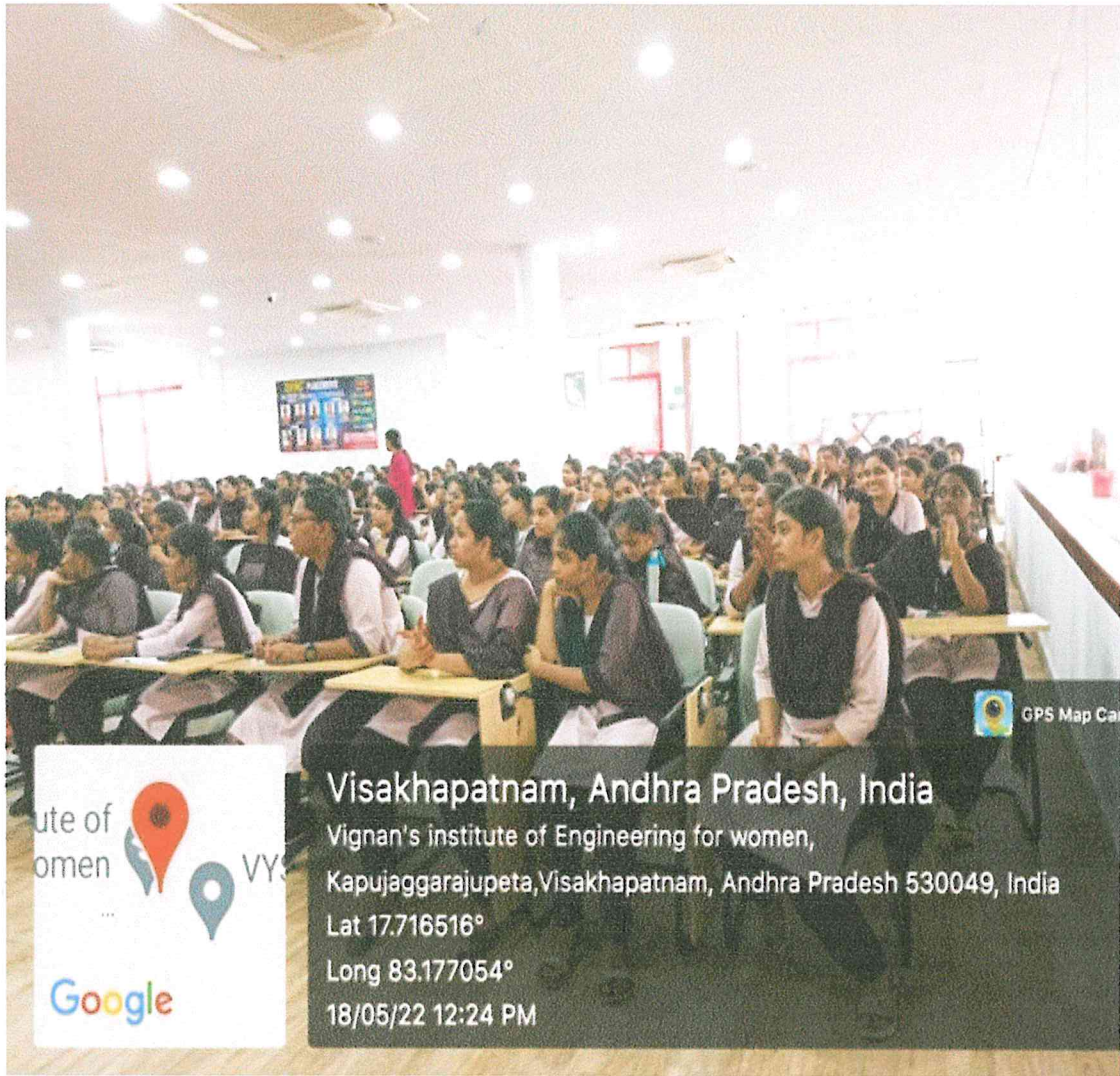 GPS Map Ca
ute of
omen
VYS
Google
Visakhapatnam, Andhra Pradesh, India
Vignan's institute of Engineering for women,
Kapujaggarajupeta,Visakhapatnam, Andhra Pradesh 530049, India
Lat 17.716516°
Long 83.177054°
18/05/22 12:24 PM